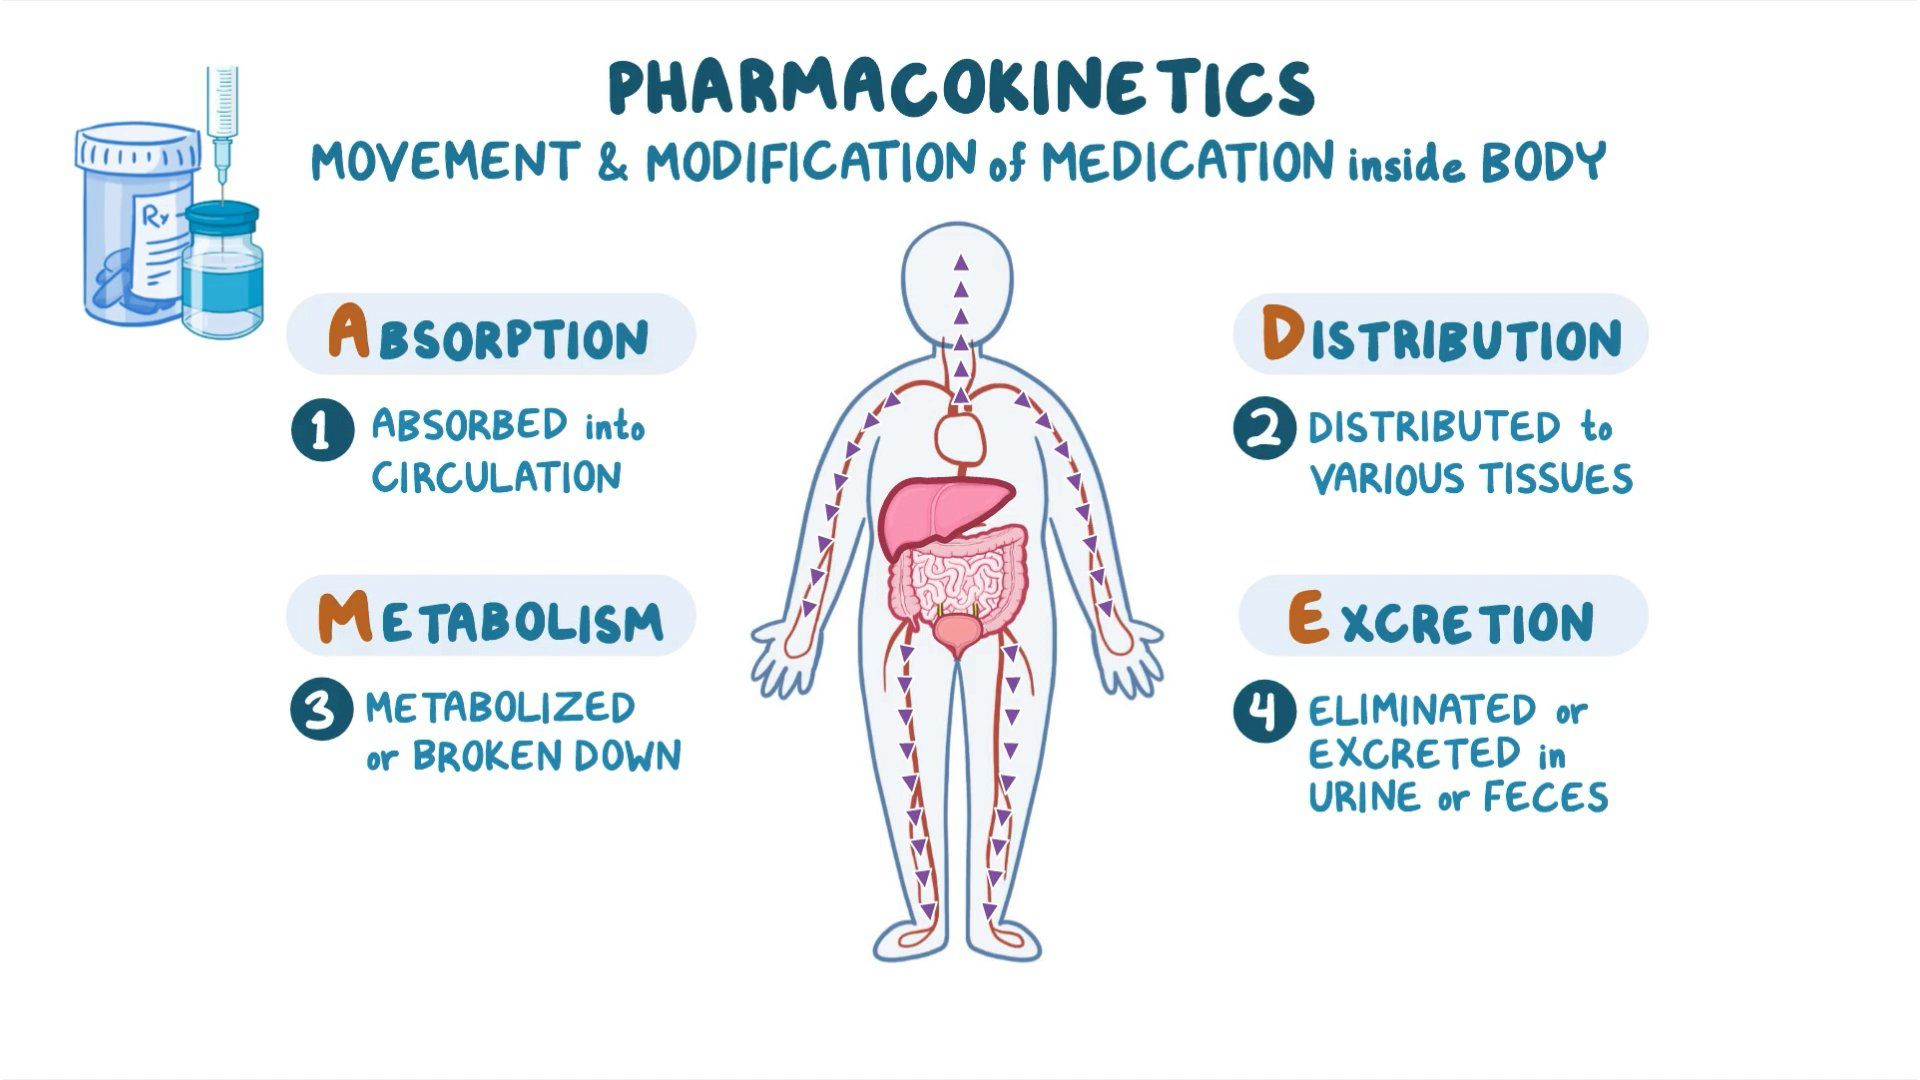 PHARMACOKINETICS
MOVEMENT & MODIFICATION of MEDICATION inside BODY
Rx
ABSORPTION
1 ABSORBED into
CIRCULATION
DISTRIBUTION
2 DISTRIBUTED to
VARIOUS TISSUES
METABOLISM
3 METABOLIZED
or BROKEN DOWN
EXCRETION
4 ELIMINATED or
EXCRETED in
URINE or FECES